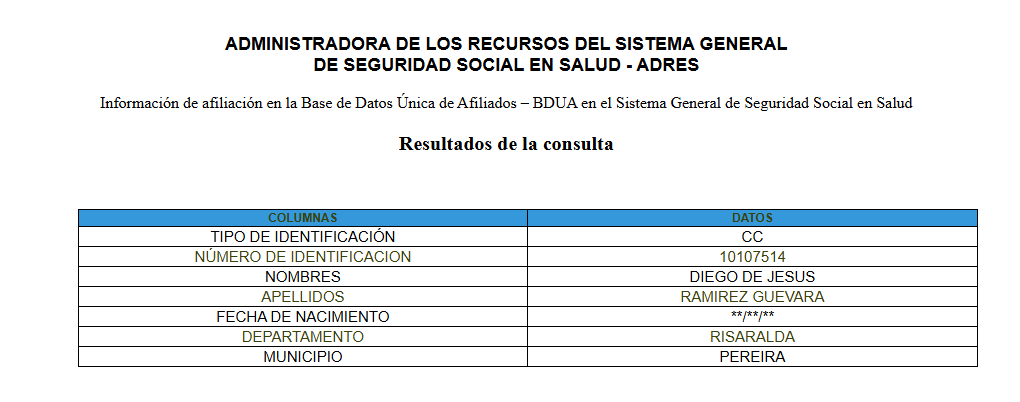 ADMINISTRADORA DE LOS RECURSOS DEL SISTEMA GENERAL
DE SEGURIDAD SOCIAL EN SALUD - ADRES
Información de afiliación en la Base de Datos Única de Afiliados – BDUA en el Sistema General de Seguridad Social en Salud
Resultados de la consulta
COLUMNAS DATOS
TIPO DE IDENTIFICACIÓN CC
NÚMERO DE IDENTIFICACION 10107514
NOMBRES DIEGO DE JESUS
APELLIDOS RAMIREZ GUEVARA
FECHA DE NACIMIENTO **/**/**
DEPARTAMENTO RISARALDA
MUNICIPIO PEREIRA